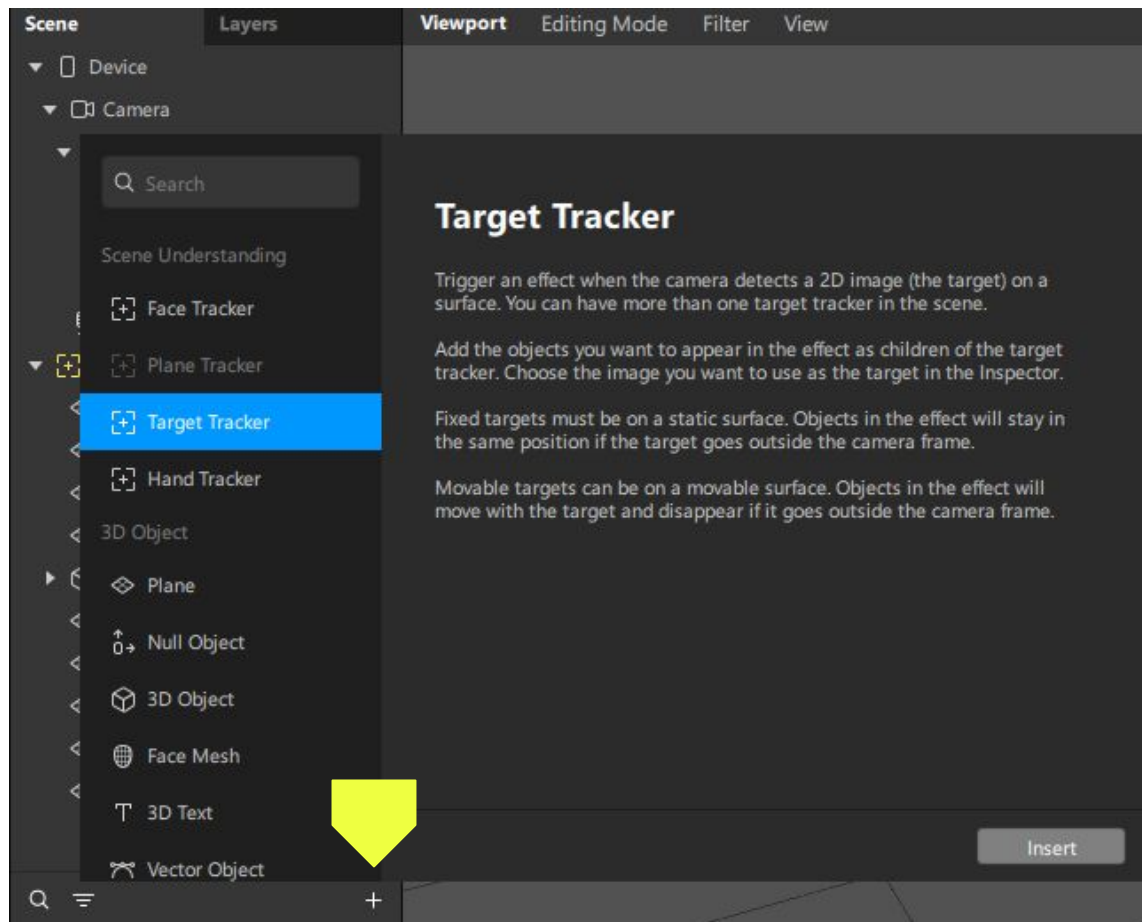 Scene Layers Viewport Editing Mode Filter View
Device
Camera
Search
Scene Understanding
Face Tracker
Plane Tracker
Target Tracker
Hand Tracker
3D Object
Plane
Null Object
3D Object
Face Mesh
3D Text
Vector Object
Target Tracker
Trigger an effect when the camera detects a 2D image (the target) on a
surface. You can have more than one target tracker in the scene.
Add the objects you want to appear in the effect as children of the target
tracker. Choose the image you want to use as the target in the Inspector.
Fixed targets must be on a static surface. Objects in the effect will stay in
the same position if the target goes outside the camera frame.
Movable targets can be on a movable surface. Objects in the effect will
move with the target and disappear if it goes outside the camera frame.
Insert